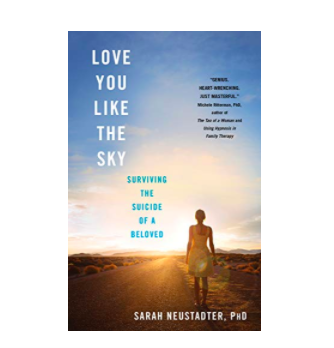 LOVE
YOU
LIKE
THE
SKY
"GENIUS.
HEART-WRENCHING.
JUST MASTERFUL."
Michele Ritterman, PhD,
author of
The Tao of a Woman and
Using Hypnosis in
Family Therapy
SURVIVING
THE
SUICIDE
OF A
BELOVED
SARAH NEUSTADTER, PHD